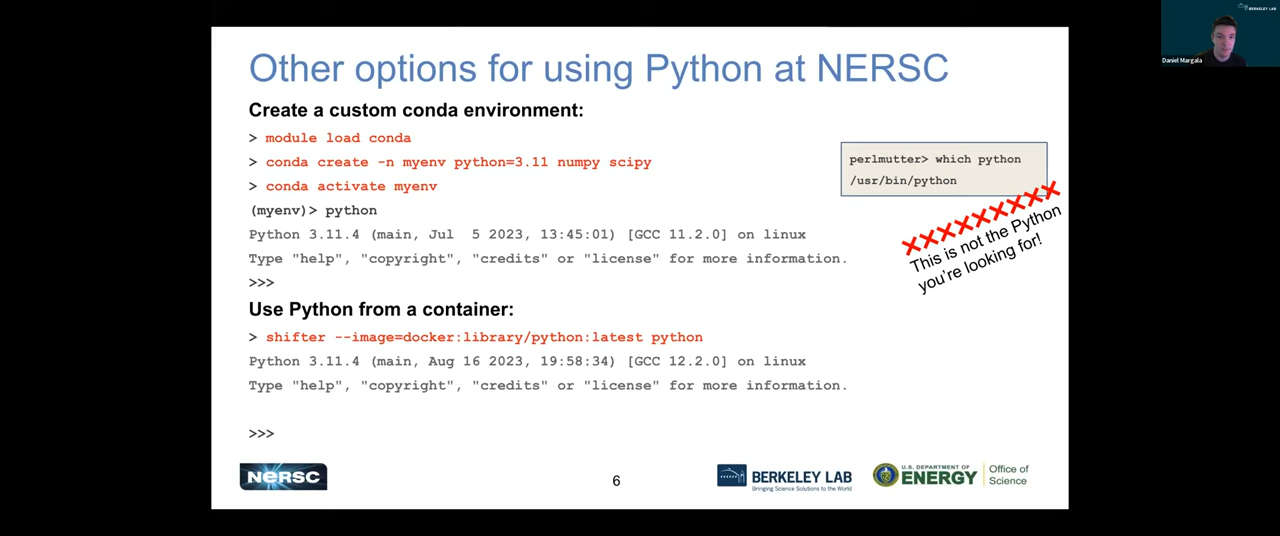 Other options for using Python at NERSC
Create a custom conda environment:
> module load conda
> conda create -n myenv python=3.11 numpy scipy
> conda activate myenv
(myenv)> python
Python 3.11.4 (main, Jul  5 2023, 13:45:01) [GCC 11.2.0] on linux
Type "help", "copyright", "credits" or "license" for more information.
>>>
perlmutter> which python
/usr/bin/python
This is not the Python
you're looking for!
Use Python from a container:
> shifter --image=docker:library/python:latest python
Python 3.11.4 (main, Aug 16 2023, 19:58:34) [GCC 12.2.0] on linux
Type "help", "copyright", "credits" or "license" for more information.
>>>
NERSC
6
BERKELEY LAB
Bringing Science Solutions to the World
U.S. DEPARTMENT OF
ENERGY
Office of
Science
BERKELEY LAB
Daniel Margala